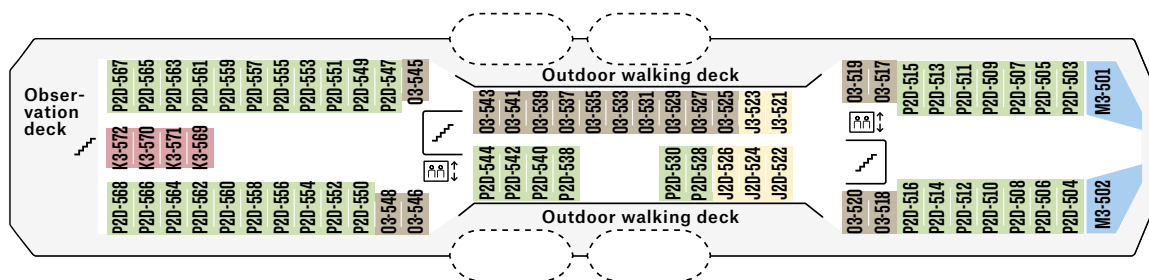 Obser-
vation
deck
P2D-567
P2D-565
P2D-563
P2D-561
P2D-559
P2D-557
P2D-555
P2D-553
P2D-551
P2D-549
P2D-547
O3-545
K3-572
K3-570
K3-571
K3-569
P2D-568
P2D-566
P2D-564
P2D-562
P2D-560
P2D-558
P2D-556
P2D-554
P2D-552
P2D-550
O3-548
O3-546
Outdoor walking deck
O3-543
O3-541
O3-539
O3-537
O3-535
O3-533
O3-531
O3-529
O3-527
O3-525
J3-523
J3-521
P2D-544
P2D-542
P2D-540
P2D-538
P2D-530
P2D-528
J2D-526
J2D-524
J2D-522
Outdoor walking deck
O3-519
O3-517
P2D-515
P2D-513
P2D-511
P2D-509
P2D-507
P2D-505
P2D-503
M3-501
O3-520
O3-518
P2D-516
P2D-514
P2D-512
P2D-510
P2D-508
P2D-506
P2D-504
M3-502